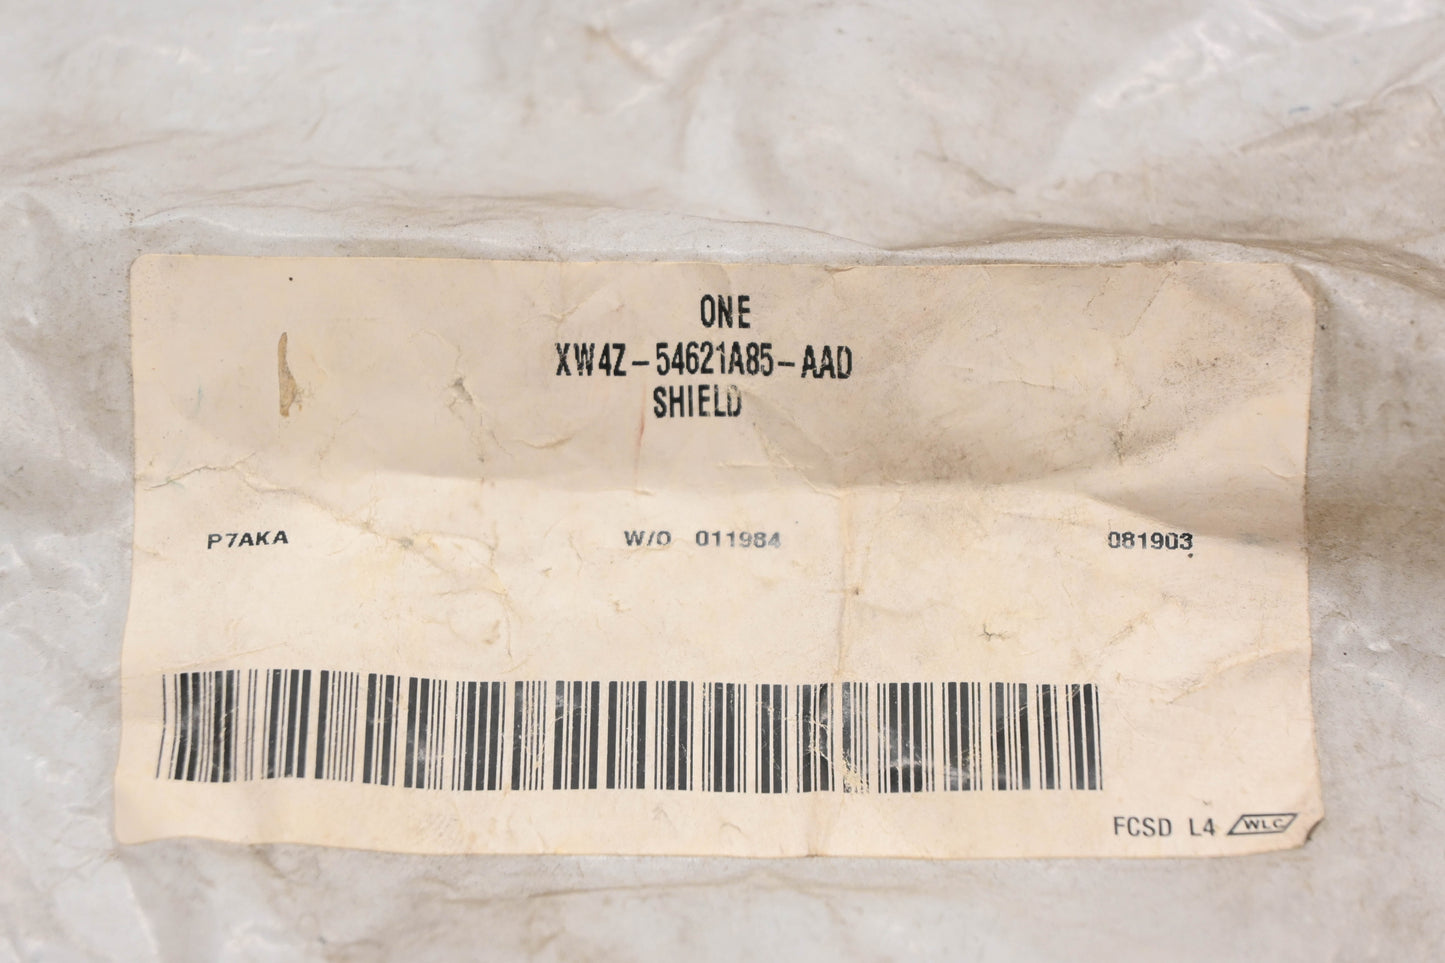 ONE
XW4Z-54621A85-AAD
SHIELD
P7AKA W/O 011984 081903
FCSD L4 WLC